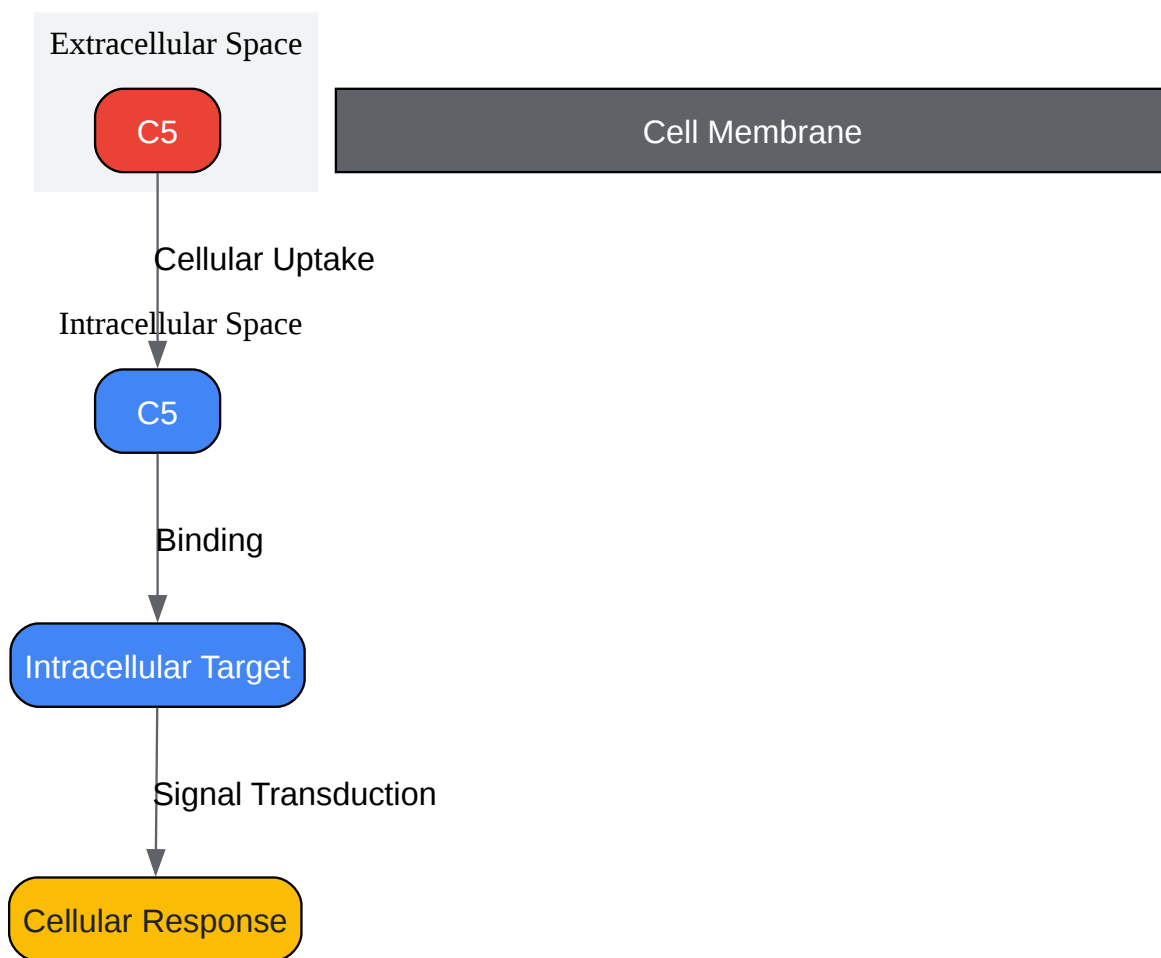 Extracellular Space
C5
Cell Membrane
Cellular Uptake
Intracellular Space
C5
Binding
Intracellular Target
Signal Transduction
Cellular Response